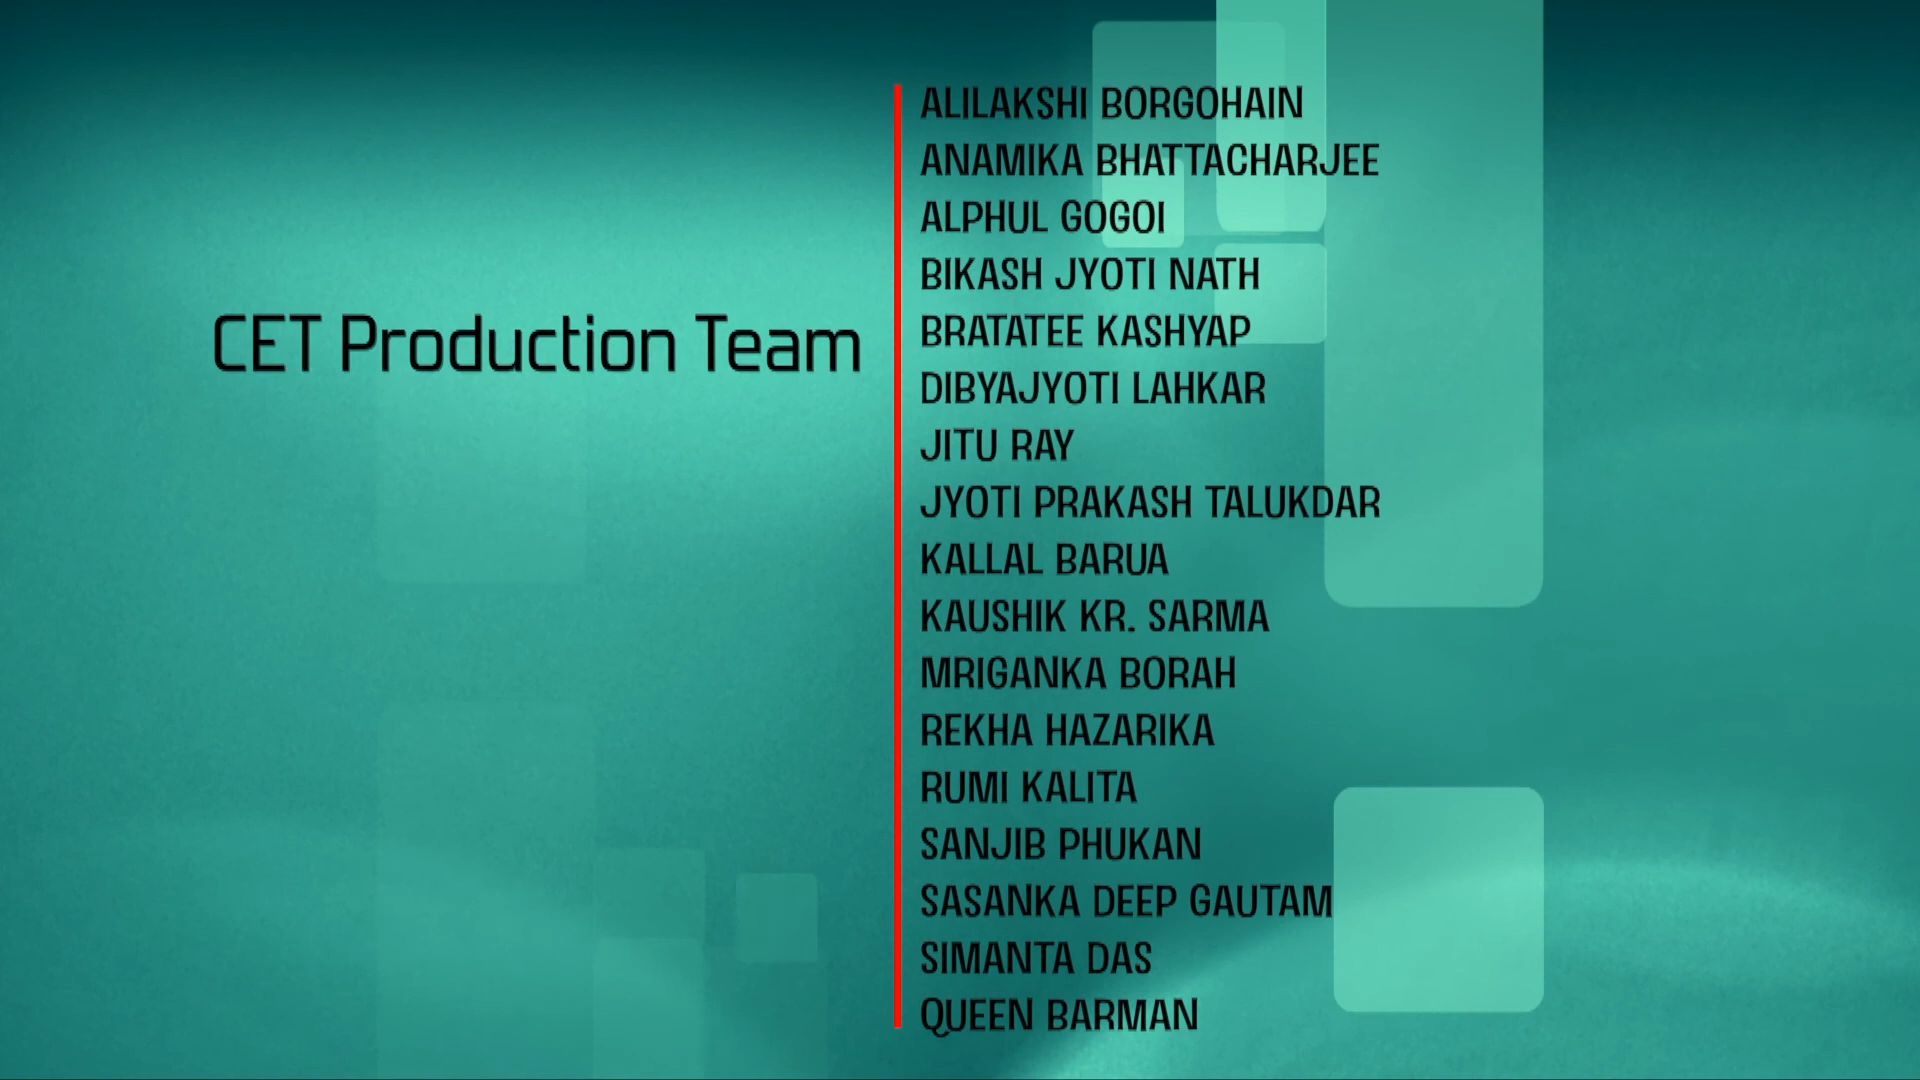 CET Production Team
ALILAKSHI BORGOHAIN
ANAMIKA BHATTACHARJEE
ALPHUL GOGOI
BIKASH JYOTI NATH
BRATATEE KASHYAP
DIBYAJYOTI LAHKAR
JITU RAY
JYOTI PRAKASH TALUKDAR
KALLAL BARUA
KAUSHIK KR. SARMA
MRIGANKA BORAH
REKHA HAZARIKA
RUMI KALITA
SANJIB PHUKAN
SASANKA DEEP GAUTAM
SIMANTA DAS
QUEEN BARMAN